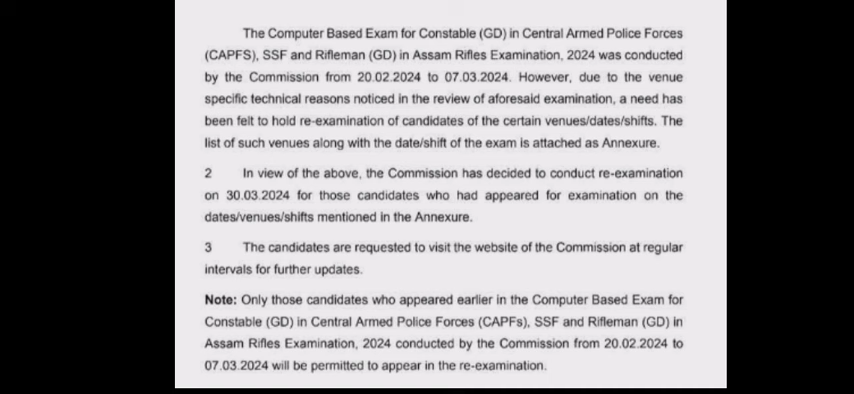 The Computer Based Exam for Constable (GD) in Central Armed Police Forces
(CAPFS), SSF and Rifleman (GD) in Assam Rifles Examination, 2024 was conducted
by the Commission from 20.02.2024 to 07.03.2024. However, due to the venue
specific technical reasons noticed in the review of aforesaid examination, a need has
been felt to hold re-examination of candidates of the certain venues/dates/shifts. The
list of such venues along with the date/shift of the exam is attached as Annexure.
2 In view of the above, the Commission has decided to conduct re-examination
on 30.03.2024 for those candidates who had appeared for examination on the
dates/venues/shifts mentioned in the Annexure.
3 The candidates are requested to visit the website of the Commission at regular
intervals for further updates.
Note: Only those candidates who appeared earlier in the Computer Based Exam for
Constable (GD) in Central Armed Police Forces (CAPFs), SSF and Rifleman (GD) in
Assam Rifles Examination, 2024 conducted by the Commission from 20.02.2024 to
07.03.2024 will be permitted to appear in the re-examination.